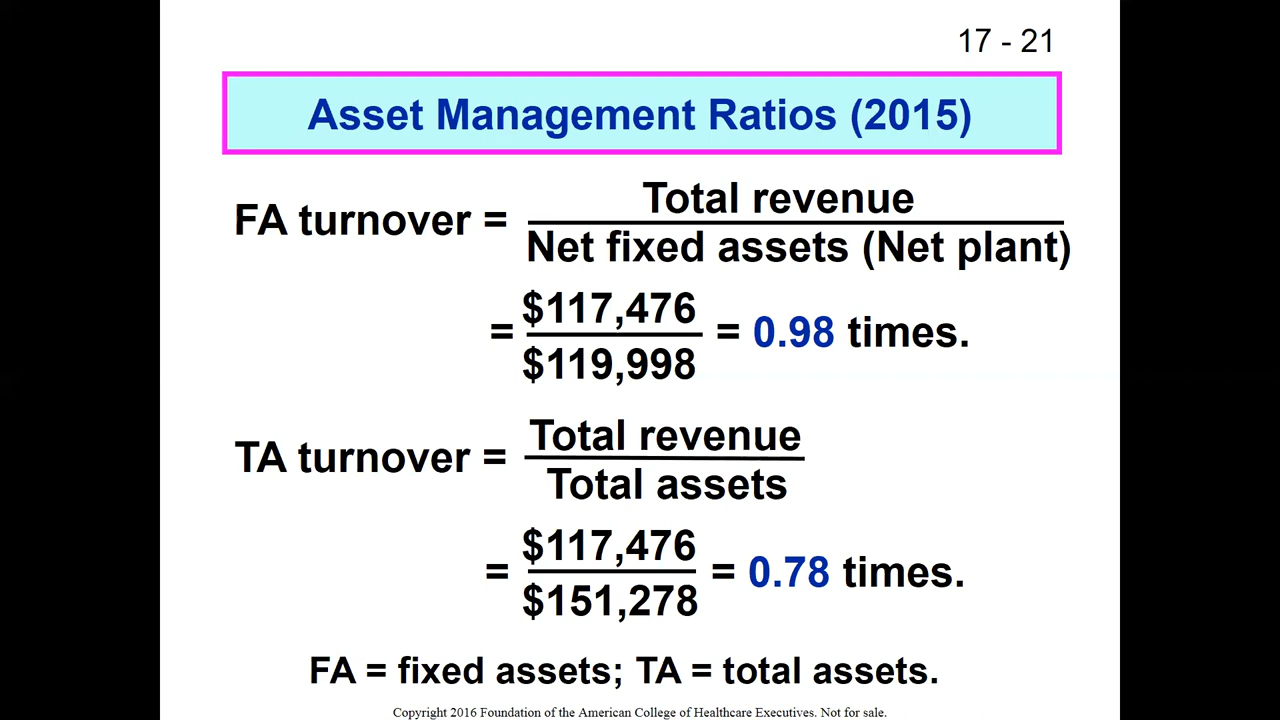 17 - 21
Asset Management Ratios (2015)
FA turnover = Total revenue
Net fixed assets (Net plant)
= $117,476
$119,998 = 0.98 times.
TA turnover = Total revenue
Total assets
= $117,476
$151,278 = 0.78 times.
FA = fixed assets; TA = total assets.
Copyright 2016 Foundation of the American College of Healthcare Executives. Not for sale.